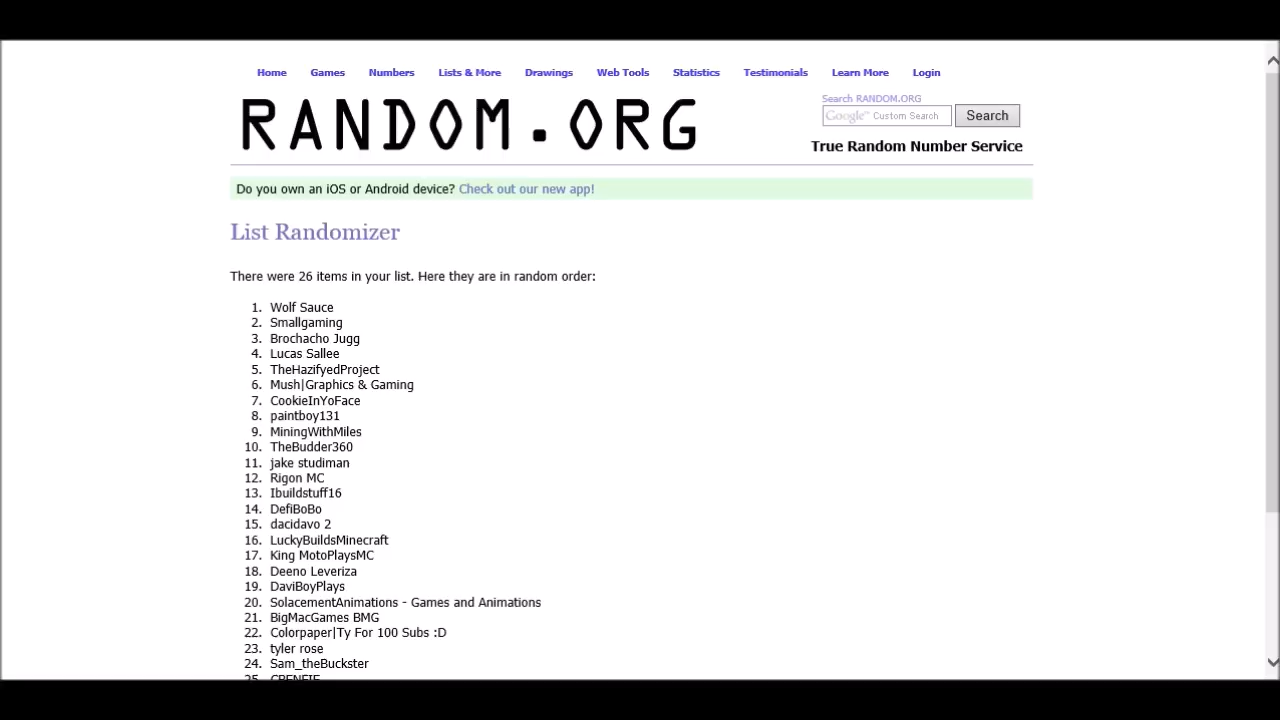 Home Games Numbers Lists & More Drawings Web Tools Statistics Testimonials Learn More Login
RANDOM.ORG
Search RANDOM.ORG
Google™ Custom Search Search
True Random Number Service
Do you own an iOS or Android device? Check out our new app!
List Randomizer
There were 26 items in your list. Here they are in random order:
1. Wolf Sauce
2. Smallgaming
3. Brochacho Jugg
4. Lucas Sallee
5. TheHazifyedProject
6. Mush|Graphics & Gaming
7. CookieInYoFace
8. paintboy131
9. MiningWithMiles
10. TheBudder360
11. jake studiman
12. Rigon MC
13. Ibuildstuff16
14. DefiBoBo
15. dacidavo 2
16. LuckyBuildsMinecraft
17. King MotoPlaysMC
18. Deeno Leveriza
19. DaviBoyPlays
20. SolacementAnimations - Games and Animations
21. BigMacGames BMG
22. Colorpaper|Ty For 100 Subs :D
23. tyler rose
24. Sam_theBuckster
25.